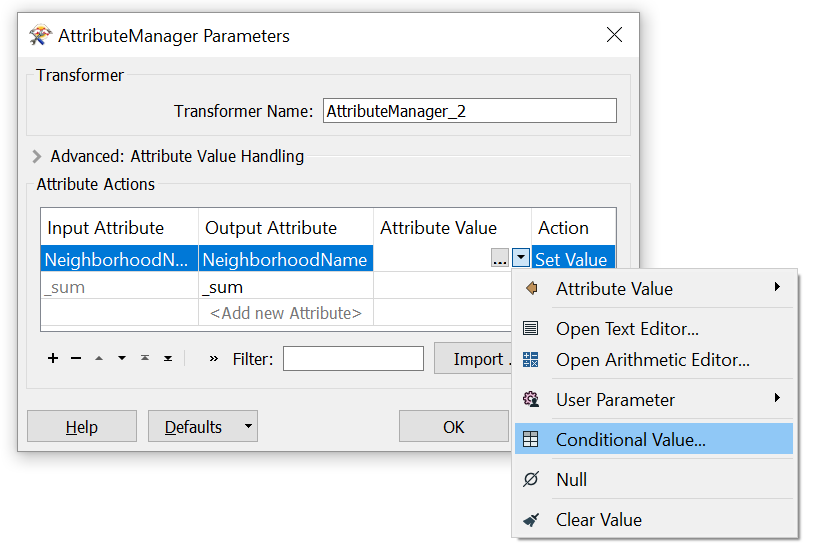 AttributeManager Parameters
Transformer
Transformer Name: AttributeManager_2
Advanced: Attribute Value Handling
Attribute Actions
Input Attribute Output Attribute Attribute Value Action
NeighborhoodN... NeighborhoodName ... Set Value
_sum _sum
<Add new Attribute>
Filter: Import .
Help Defaults OK
Attribute Value
Open Text Editor...
Open Arithmetic Editor...
User Parameter
Conditional Value...
Null
Clear Value